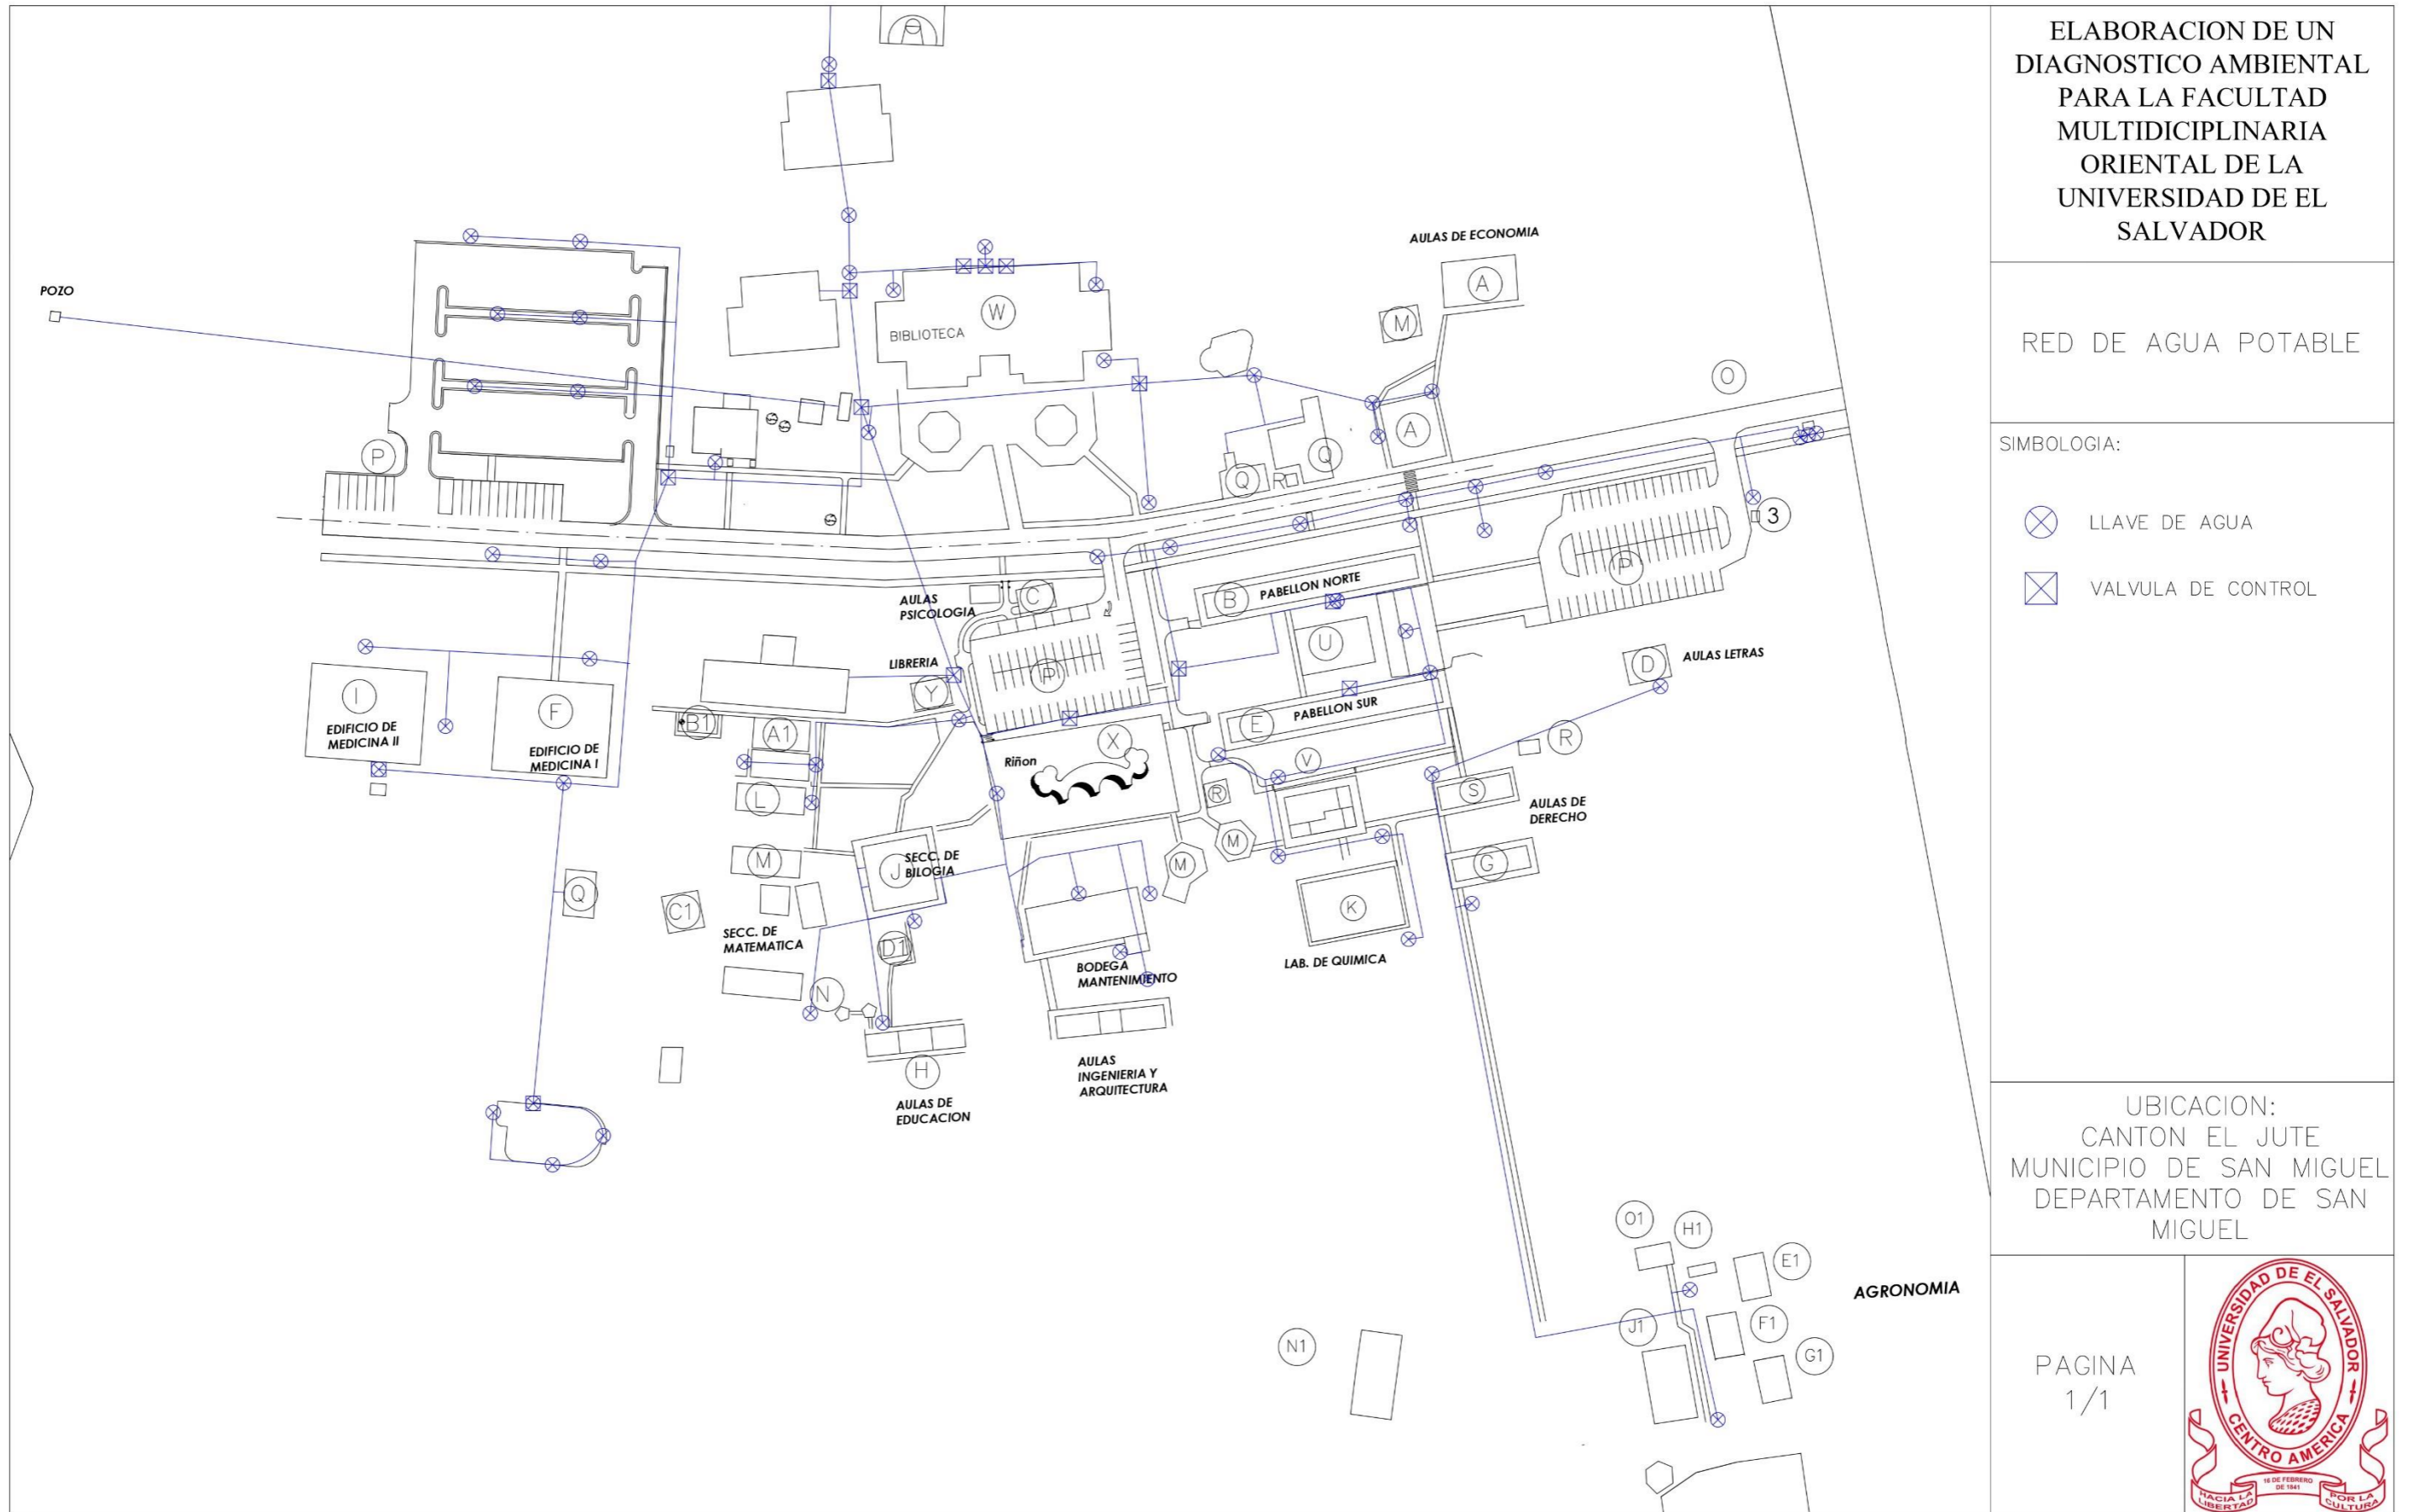 ELABORACION DE UN
DIAGNOSTICO AMBIENTAL
PARA LA FACULTAD
MULTIDICIPLINARIA
ORIENTAL DE LA
UNIVERSIDAD DE EL
SALVADOR
RED DE AGUA POTABLE
SIMBOLOGIA:
LLAVE DE AGUA
VALVULA DE CONTROL
UBICACION:
CANTON EL JUTE
MUNICIPIO DE SAN MIGUEL
DEPARTAMENTO DE SAN
MIGUEL
PAGINA
1/1
UNIVERSIDAD DE EL SALVADOR
CENTRO AMERICA
HACIA LA
LIBERTAD
16 DE FEBRERO
DE 1841
POR LA
CULTURA
POZO
AULAS DE ECONOMIA
A
M
W
BIBLIOTECA
O
A
Q
Q
R
P
3
P
AULAS
PSICOLOGIA
C
B
PABELLON NORTE
U
LIBRERIA
Y
P
D
AULAS LETRAS
I
EDIFICIO DE
MEDICINA II
F
EDIFICIO DE
MEDICINA I
B1
A1
E
PABELLON SUR
R
X
Riñon
V
L
R
S
AULAS DE
DERECHO
M
J
SECC. DE
BILOGIA
M
M
G
Q
C1
K
SECC. DE
MATEMATICA
D1
BODEGA
MANTENIMIENTO
LAB. DE QUIMICA
N
H
AULAS DE
EDUCACION
AULAS
INGENIERIA Y
ARQUITECTURA
O1
H1
E1
AGRONOMIA
J1
F1
N1
G1